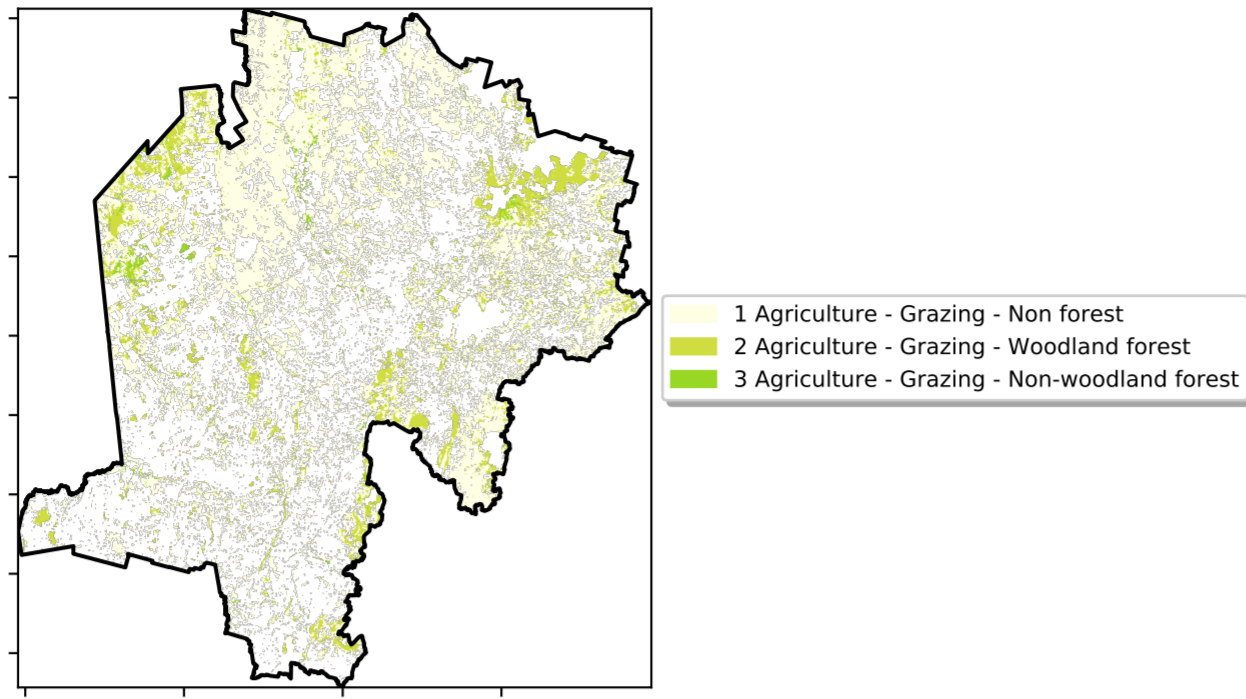 1 Agriculture - Grazing - Non forest
2 Agriculture - Grazing - Woodland forest
3 Agriculture - Grazing - Non-woodland forest